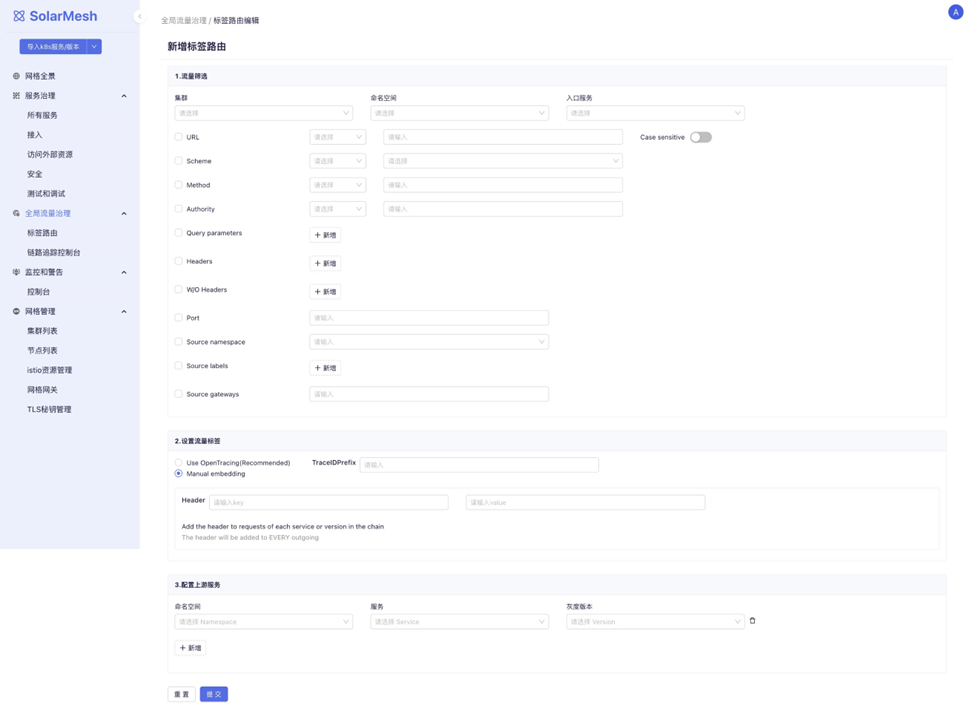 SolarMesh
导入k8s服务/版本
网格全景
服务治理
所有服务
接入
访问外部资源
安全
测试和调试
全局流量治理
标签路由
链路追踪控制台
监控和警告
控制台
网格管理
集群列表
节点列表
istio资源管理
网格网关
TLS秘钥管理
全局流量治理 / 标签路由编辑
A
新增标签路由
1.流量筛选
集群 命名空间 入口服务
请选择 请选择 请选择
URL 请选择 请输入 Case sensitive
Scheme 请选择 请选择
Method 请选择 请输入
Authority 请选择 请输入
Query parameters + 新增
Headers + 新增
W/O Headers + 新增
Port 请输入
Source namespace 请输入
Source labels + 新增
Source gateways 请输入
2.设置流量标签
Use OpenTracing(Recommended) TraceIDPrefix 请输入
Manual embedding
Header 请输入key 请输入value
Add the header to requests of each service or version in the chain
The header will be added to EVERY outgoing
3.配置上游服务
命名空间 服务 灰度版本
请选择 Namespace 请选择 Service 请选择 Version
+ 新增
重置 提交